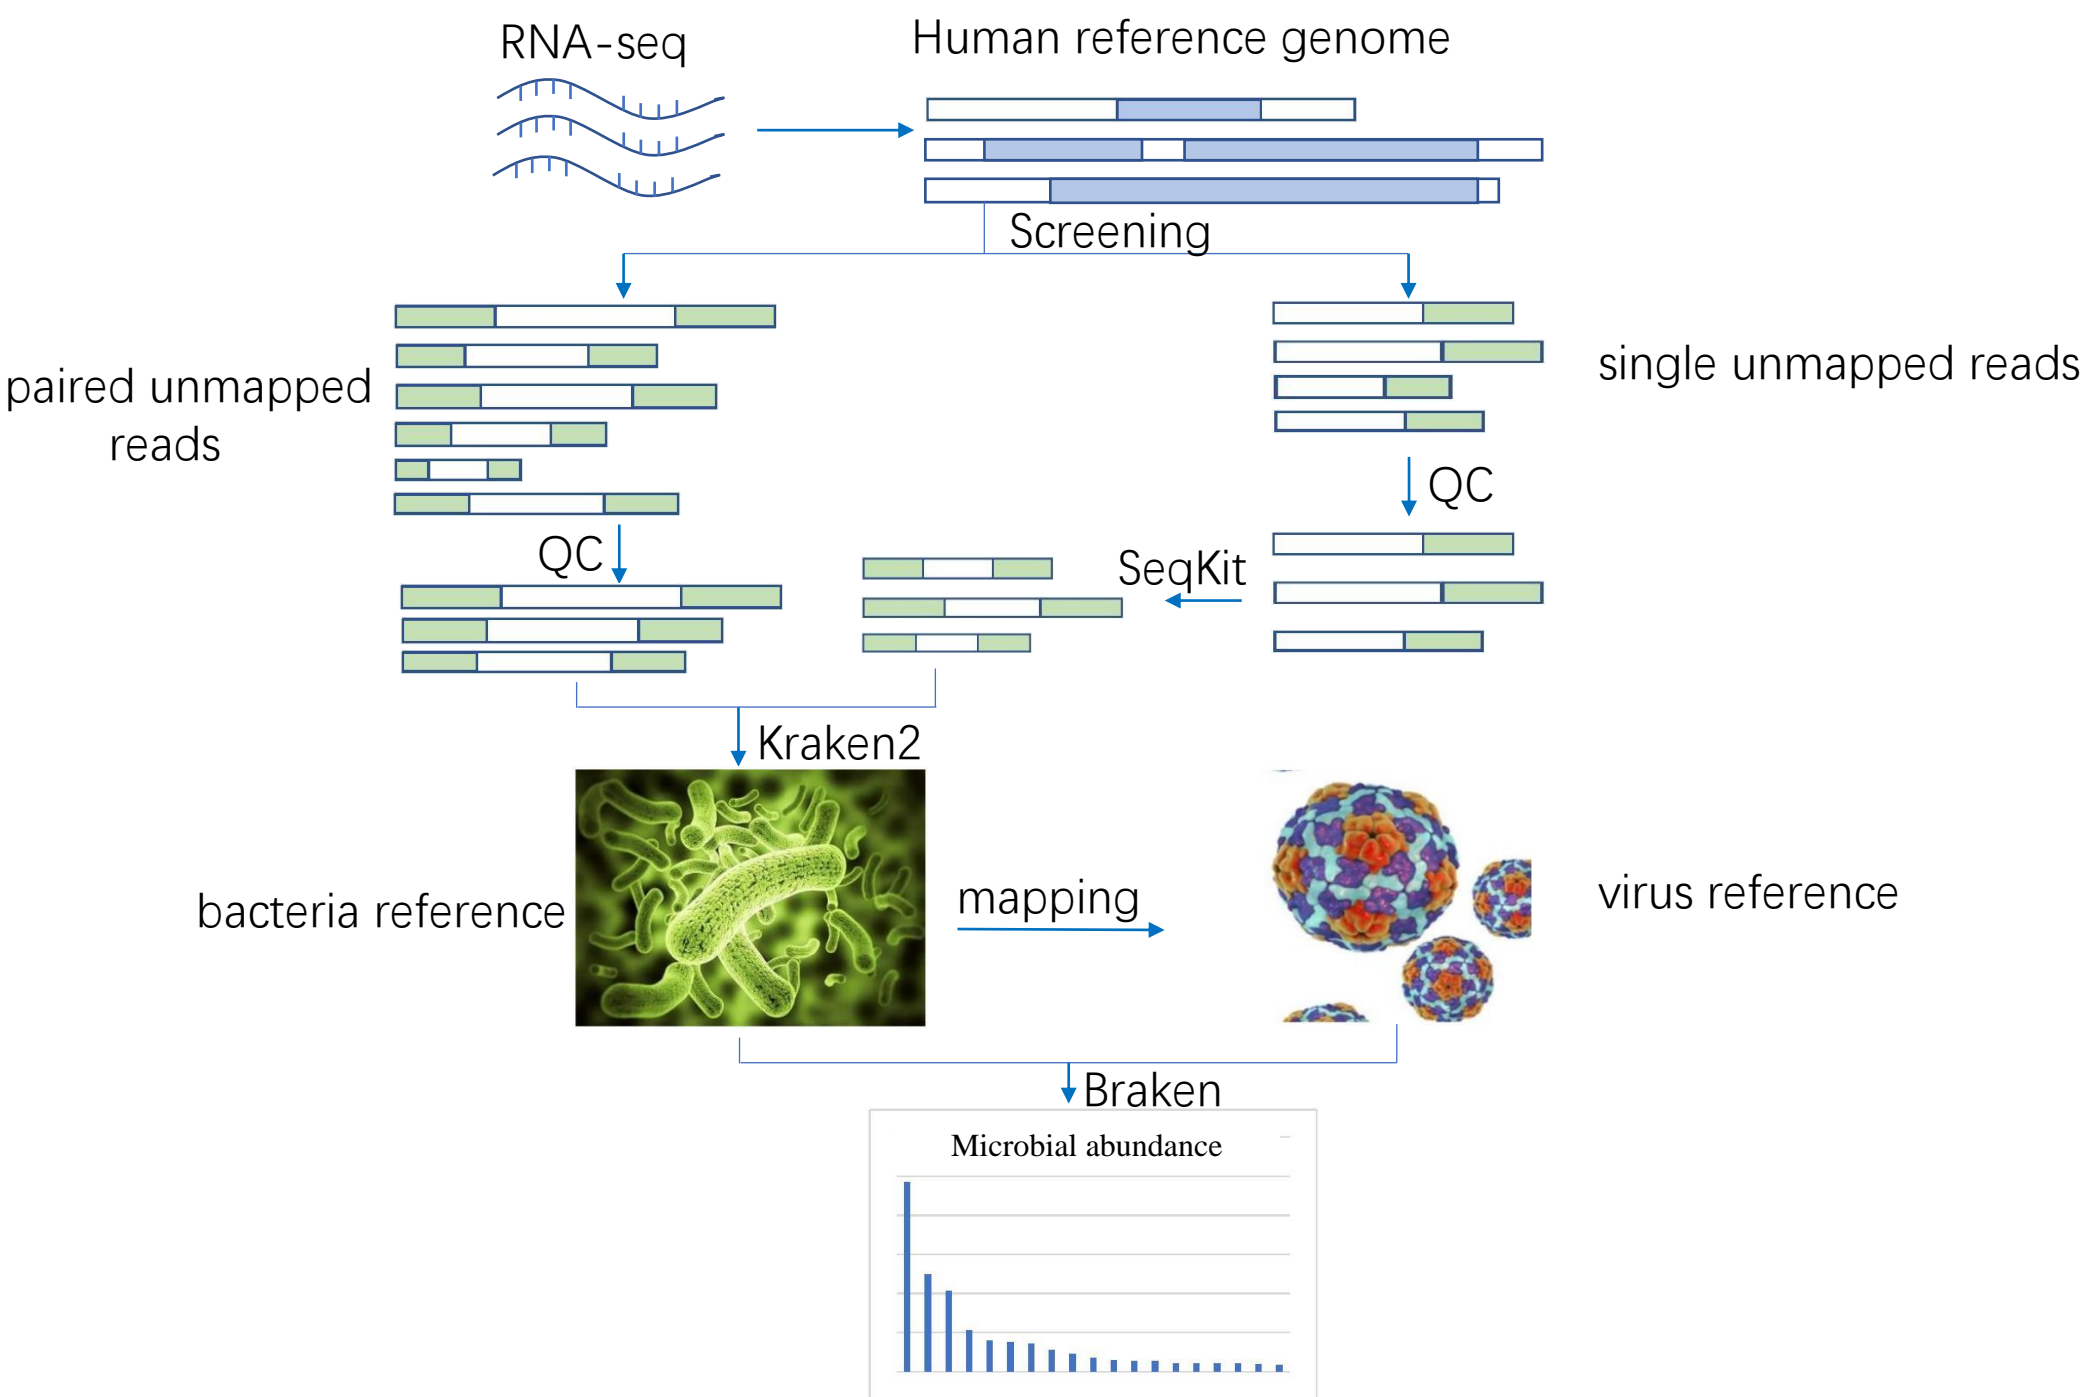 RNA-seq
Human reference genome
Screening
paired unmapped
reads
single unmapped reads
QC
QC
SeqKit
Kraken2
bacteria reference
mapping
virus reference
Braken
Microbial abundance